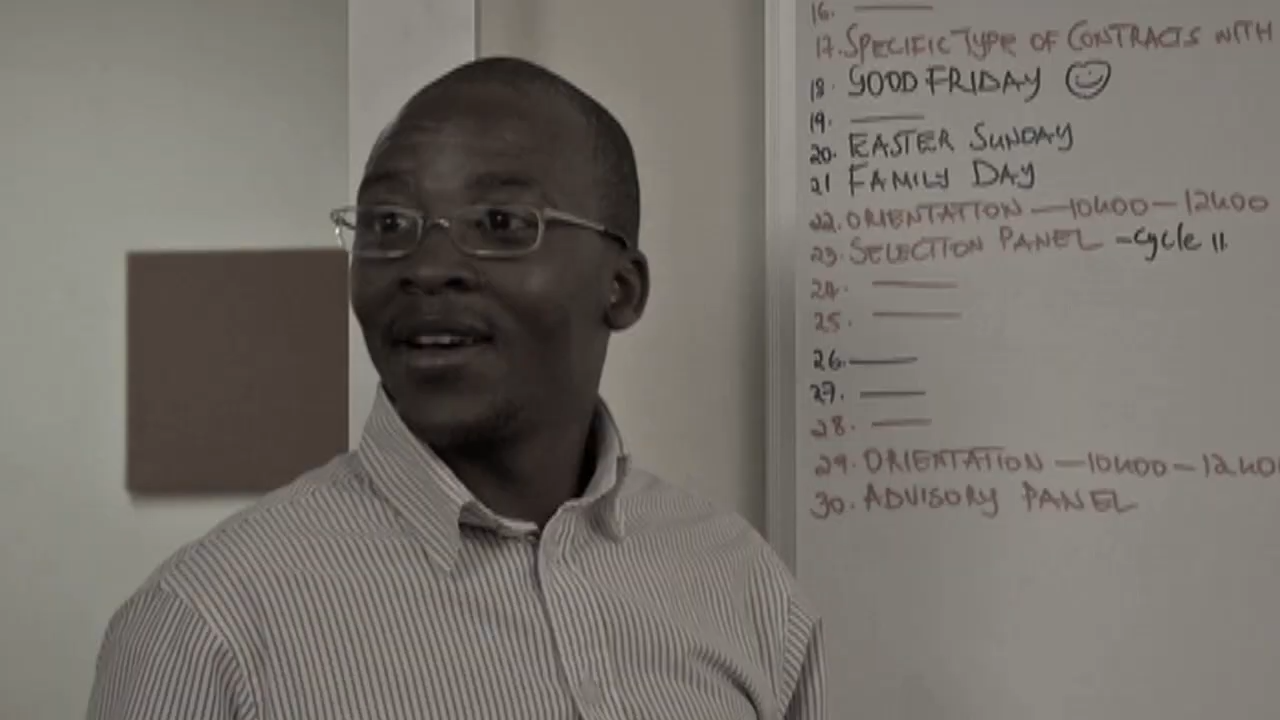 16. ———
17. SPECIFIC TYPE OF CONTRACTS WITH
18. GOOD FRIDAY ☺
19. ———
20. EASTER SUNDAY
21 FAMILY DAY
22. ORIENTATION — 10H00 — 12H00
23. SELECTION PANEL - Cycle 11
24. ———
25. ———
26. ———
27. ———
28. ———
29. ORIENTATION — 10H00 — 12H00
30. ADVISORY PANEL